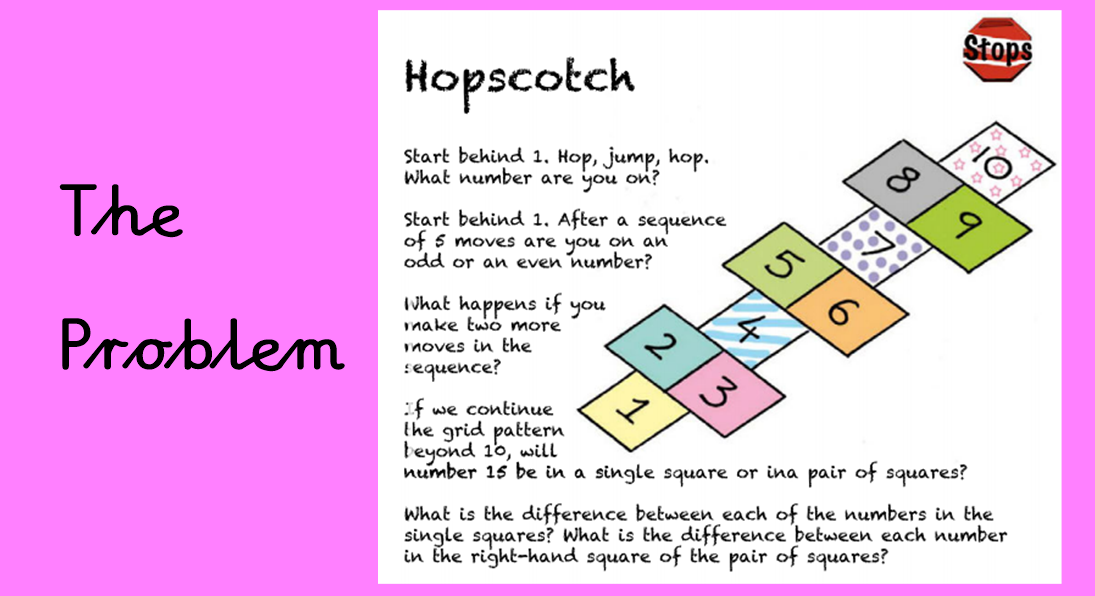 The
Problem
Stops
Hopscotch
Start behind 1. Hop, jump, hop.
What number are you on?
Start behind 1. After a sequence
of 5 moves are you on an
odd or an even number?
What happens if you
make two more
moves in the
sequence?
If we continue
the grid pattern
beyond 10, will
number 15 be in a single square or ina pair of squares?
What is the difference between each of the numbers in the
single squares? What is the difference between each number
in the right-hand square of the pair of squares?
1
2
3
4
5
6
7
8
9
10